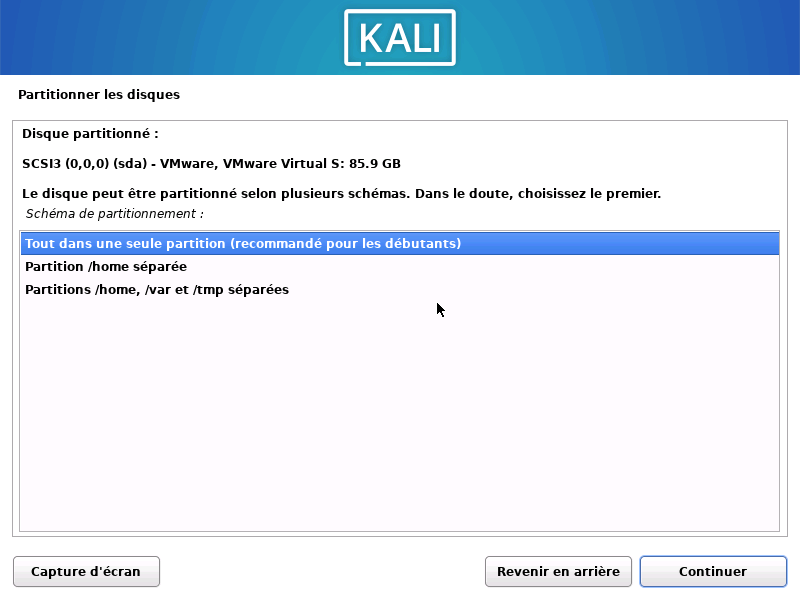 KALI
Partitionner les disques
Disque partitionné :
SCSI3 (0,0,0) (sda) - VMware, VMware Virtual S: 85.9 GB
Le disque peut être partitionné selon plusieurs schémas. Dans le doute, choisissez le premier.
Schéma de partitionnement :
Tout dans une seule partition (recommandé pour les débutants)
Partition /home séparée
Partitions /home, /var et /tmp séparées
Capture d'écran
Revenir en arrière
Continuer